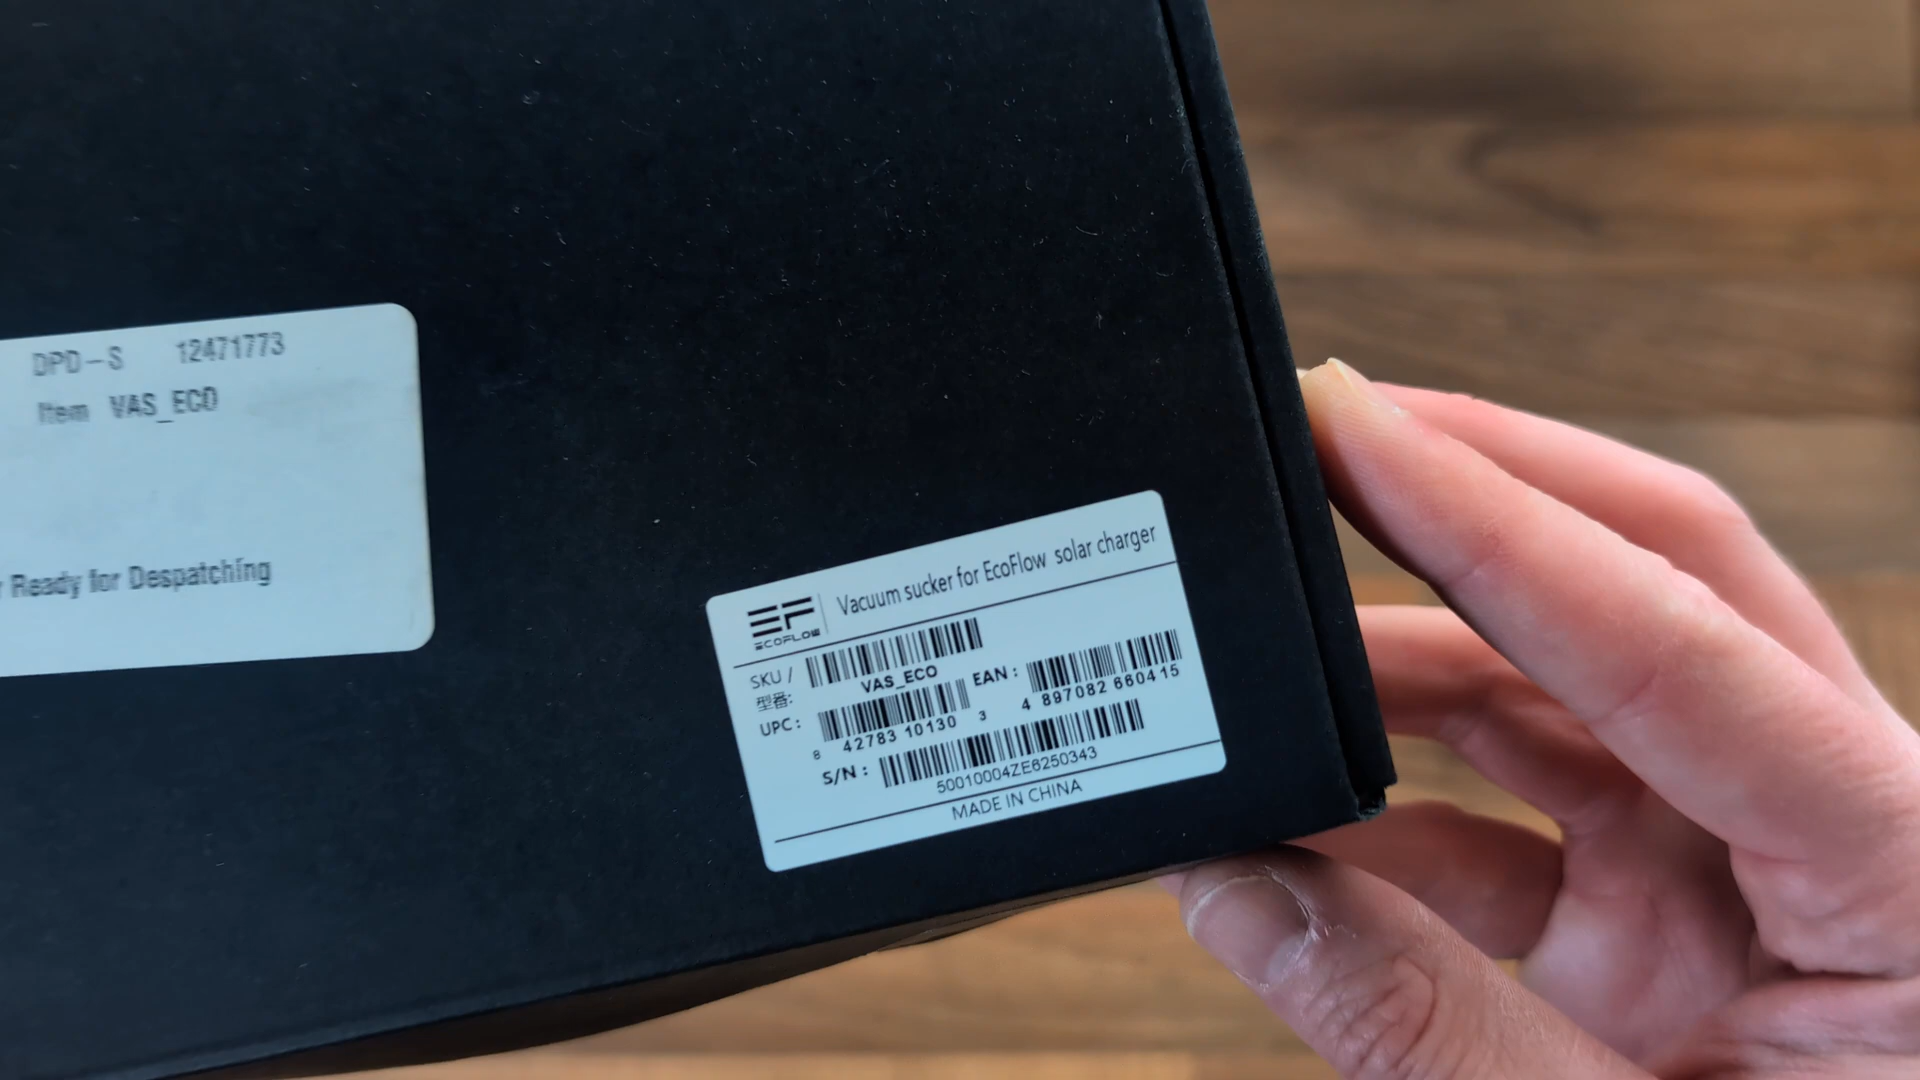 DPD-S 12471773
Item VAS_ECO
Ready for Despatching
EF
ECOFLOW
Vacuum sucker for EcoFlow solar charger
SKU /
型番:
VAS_ECO
EAN :
4 897082 660415
UPC :
8 42783 10130 3
S/N :
50010004ZE6250343
MADE IN CHINA